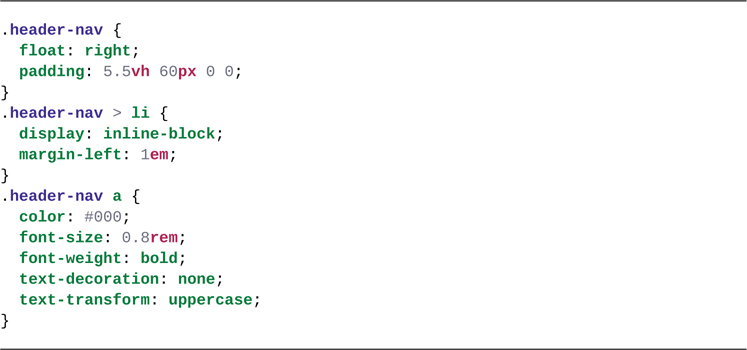 .header-nav {
  float: right;
  padding: 5.5vh 60px 0 0;
}
.header-nav > li {
  display: inline-block;
  margin-left: 1em;
}
.header-nav a {
  color: #000;
  font-size: 0.8rem;
  font-weight: bold;
  text-decoration: none;
  text-transform: uppercase;
}